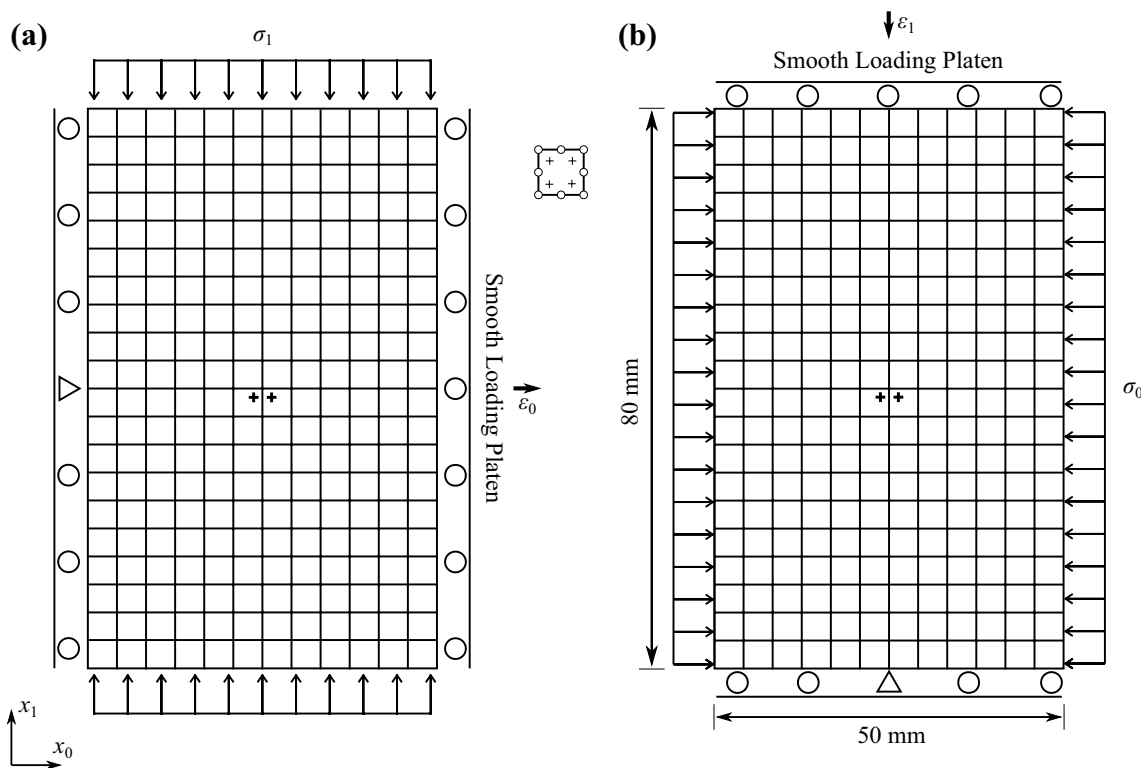 (a)
σ1
Smooth Loading Platen
ε0
x1
x0
(b)
ε1
Smooth Loading Platen
80 mm
σ0
50 mm